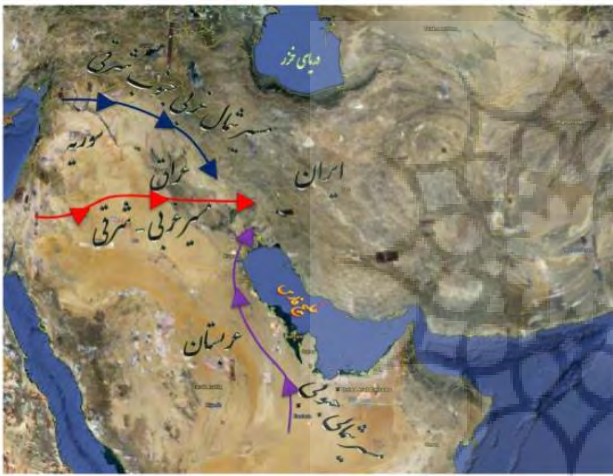 دریای خزر
مسیر شمال غربی جنوب شرقی
سوریه
عراق
ایران
مسیر غربی - شرقی
خلیج فارس
عربستان
مسیر شمالی جنوبی